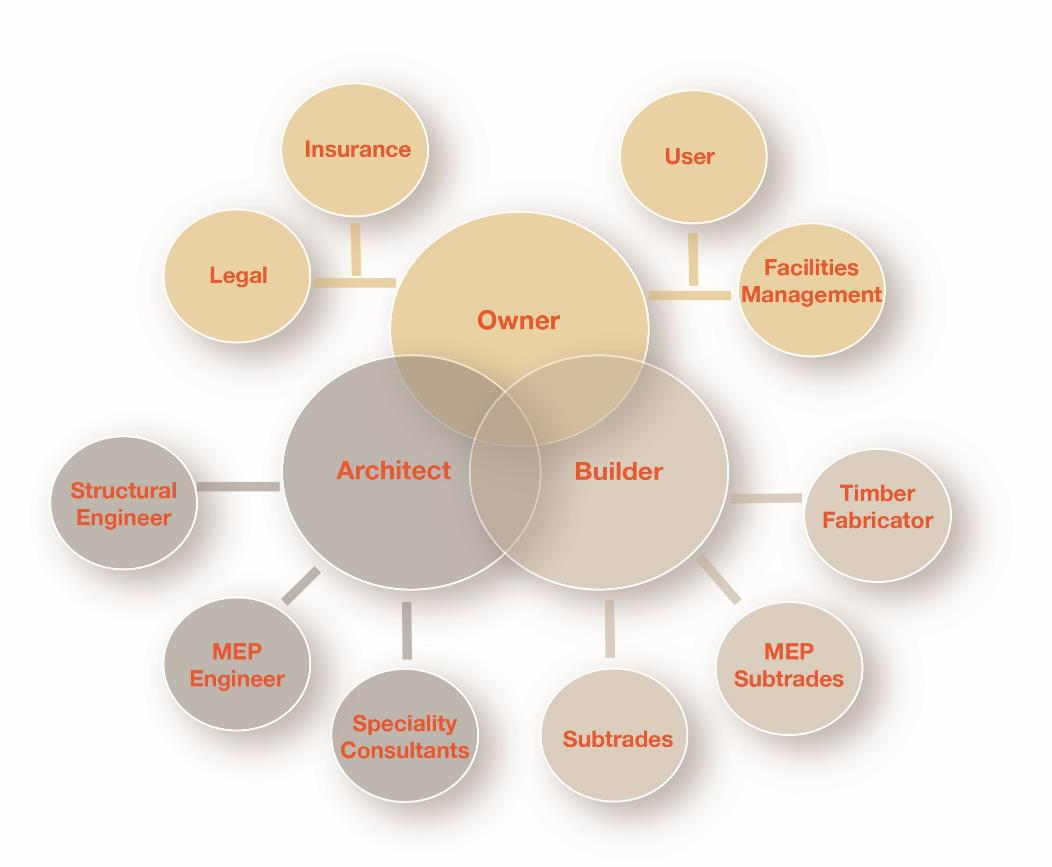 Insurance
User
Legal
Facilities
Management
Owner
Architect
Builder
Structural
Engineer
Timber
Fabricator
MEP
Engineer
MEP
Subtrades
Speciality
Consultants
Subtrades